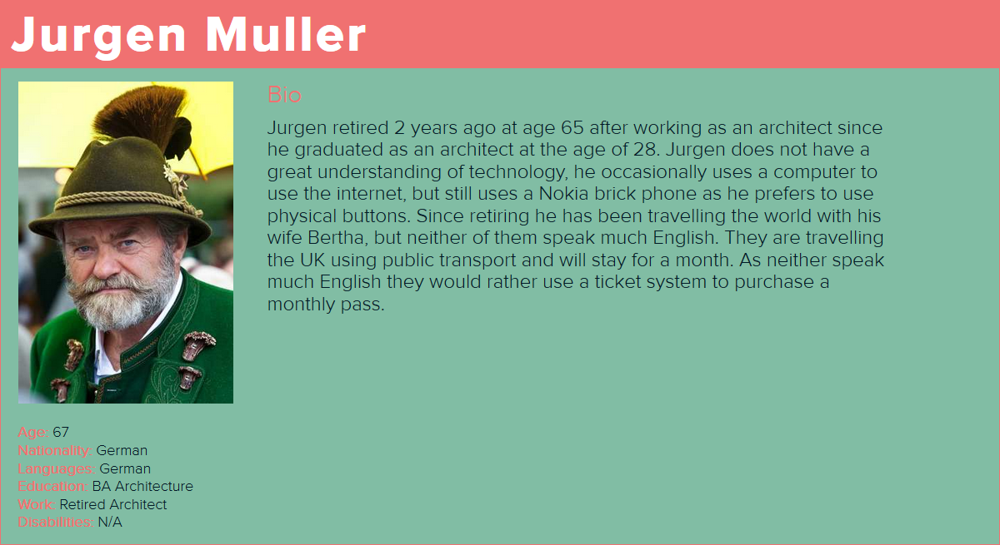 Jurgen Muller
Bio
Jurgen retired 2 years ago at age 65 after working as an architect since
he graduated as an architect at the age of 28. Jurgen does not have a
great understanding of technology, he occasionally uses a computer to
use the internet, but still uses a Nokia brick phone as he prefers to use
physical buttons. Since retiring he has been travelling the world with his
wife Bertha, but neither of them speak much English. They are travelling
the UK using public transport and will stay for a month. As neither speak
much English they would rather use a ticket system to purchase a
monthly pass.
Age: 67
Nationality: German
Languages: German
Education: BA Architecture
Work: Retired Architect
Disabilities: N/A